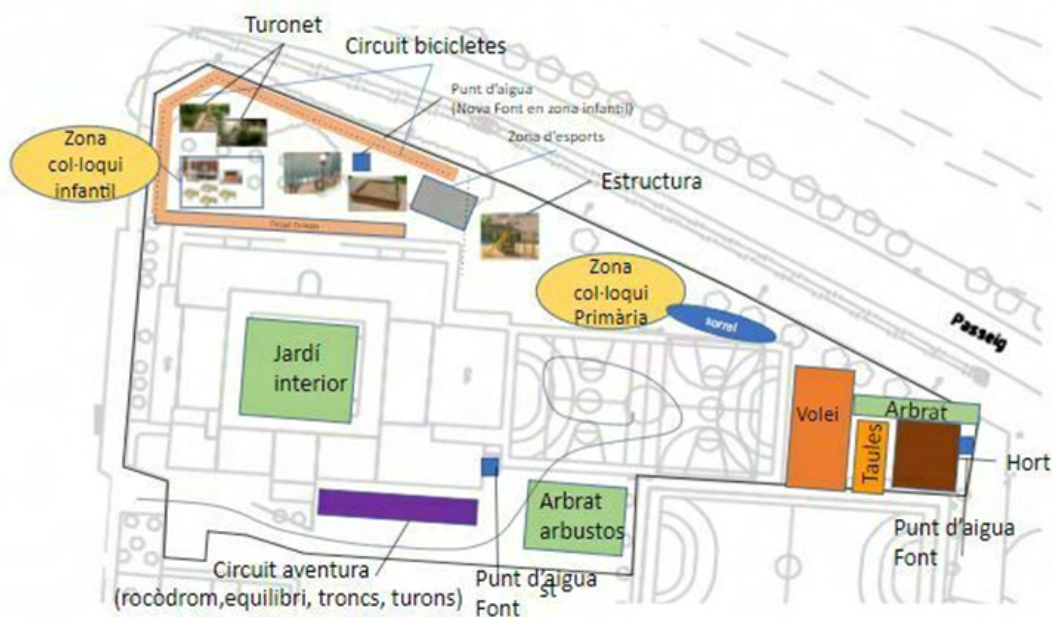 Turonet
Circuit bicicletes
Punt d'aigua
(Nova Font en zona infantil)
Zona d'esports
Zona
col·loqui
infantil
Estructura
Zona
col·loqui
Primària
sorral
Passeig
Jardí
interior
Volei
Arbrat
Taules
Hort
Arbrat
arbustos
Punt d'aigua
Font
Circuit aventura
(rocòdrom,equilibri, troncs, turons)
Punt d'aigua
st
Font